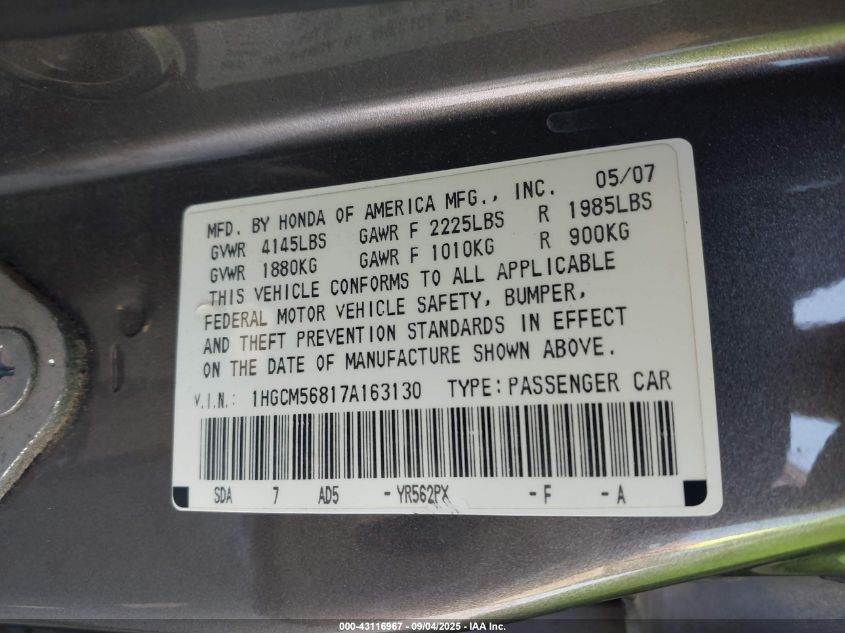 MFD. BY HONDA OF AMERICA MFG., INC. 05/07
GVWR 4145LBS GAWR F 2225LBS R 1985LBS
GVWR 1880KG GAWR F 1010KG R 900KG
THIS VEHICLE CONFORMS TO ALL APPLICABLE
FEDERAL MOTOR VEHICLE SAFETY, BUMPER,
AND THEFT PREVENTION STANDARDS IN EFFECT
ON THE DATE OF MANUFACTURE SHOWN ABOVE.
V.I.N.: 1HGCM56817A163130 TYPE: PASSENGER CAR
SDA 7 AD5 - YR562PX - F - A
000-43116967 - 09/04/2025 - IAA Inc.